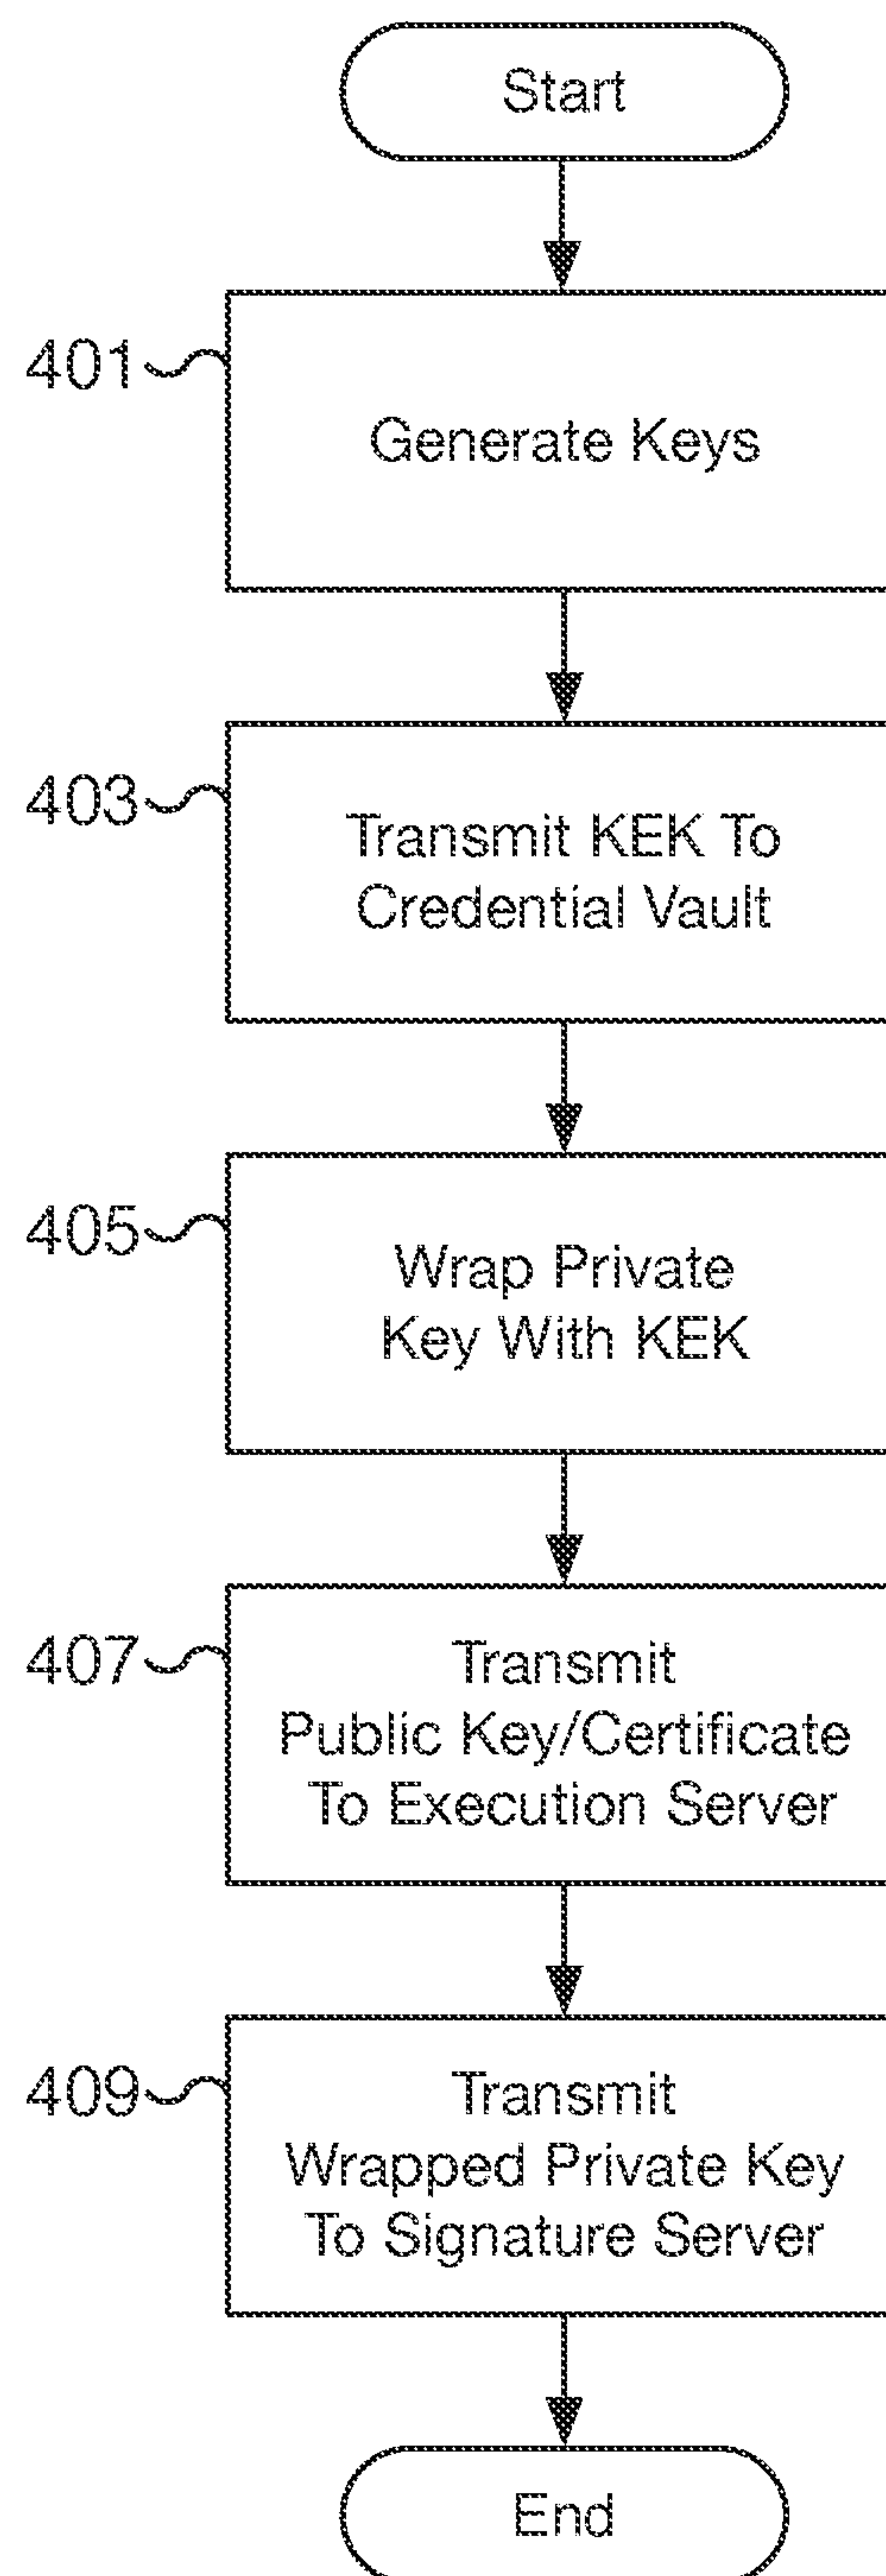 Start
401
Generate Keys
403
Transmit KEK To
Credential Vault
405
Wrap Private
Key With KEK
407
Transmit
Public Key/Certificate
To Execution Server
409
Transmit
Wrapped Private Key
To Signature Server
End